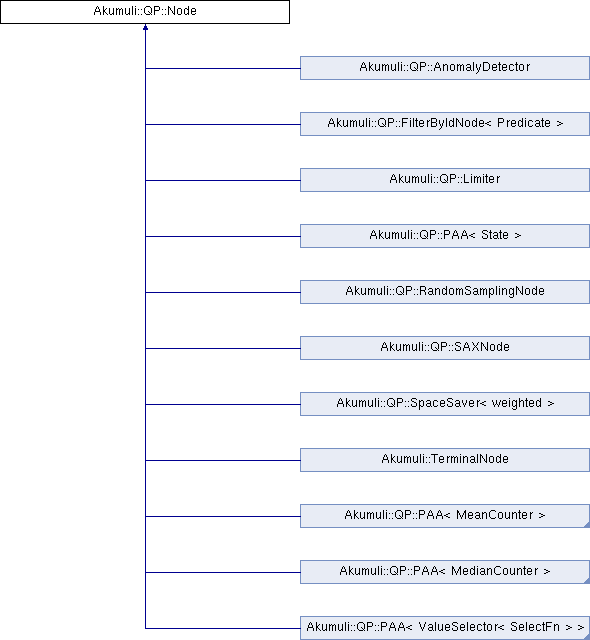 Akumuli::QP::Node
Akumuli::QP::AnomalyDetector
Akumuli::QP::FilterByIdNode< Predicate >
Akumuli::QP::Limiter
Akumuli::QP::PAA< State >
Akumuli::QP::RandomSamplingNode
Akumuli::QP::SAXNode
Akumuli::QP::SpaceSaver< weighted >
Akumuli::TerminalNode
Akumuli::QP::PAA< MeanCounter >
Akumuli::QP::PAA< MedianCounter >
Akumuli::QP::PAA< ValueSelector< SelectFn > >